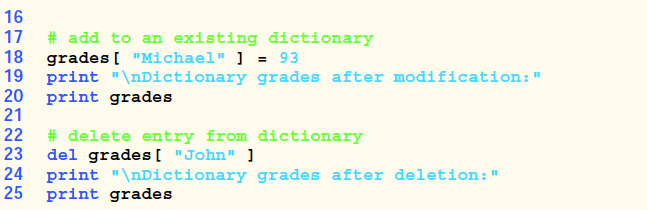 16
17 # add to an existing dictionary
18 grades[ "Michael" ] = 93
19 print "\nDictionary grades after modification:"
20 print grades
21
22 # delete entry from dictionary
23 del grades[ "John" ]
24 print "\nDictionary grades after deletion:"
25 print grades